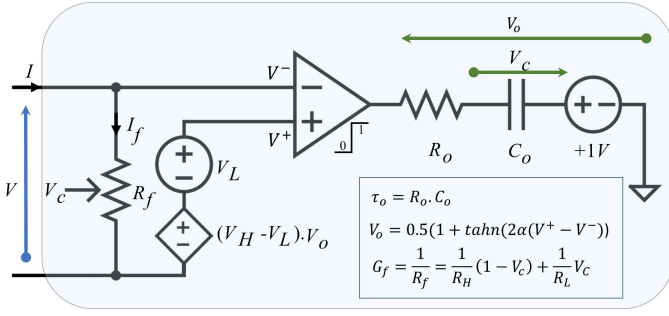 V_o
I
V^-
V_c
1
0
V^+
I_f
R_o
C_o
+1V
V
V_c
R_f
V_L
(V_H -V_L).V_o
τ_o = R_o.C_o
V_o = 0.5(1 + tahn(2α(V^+ − V^-))
G_f = 1/R_f = 1/R_H (1 − V_c) + 1/R_L V_C